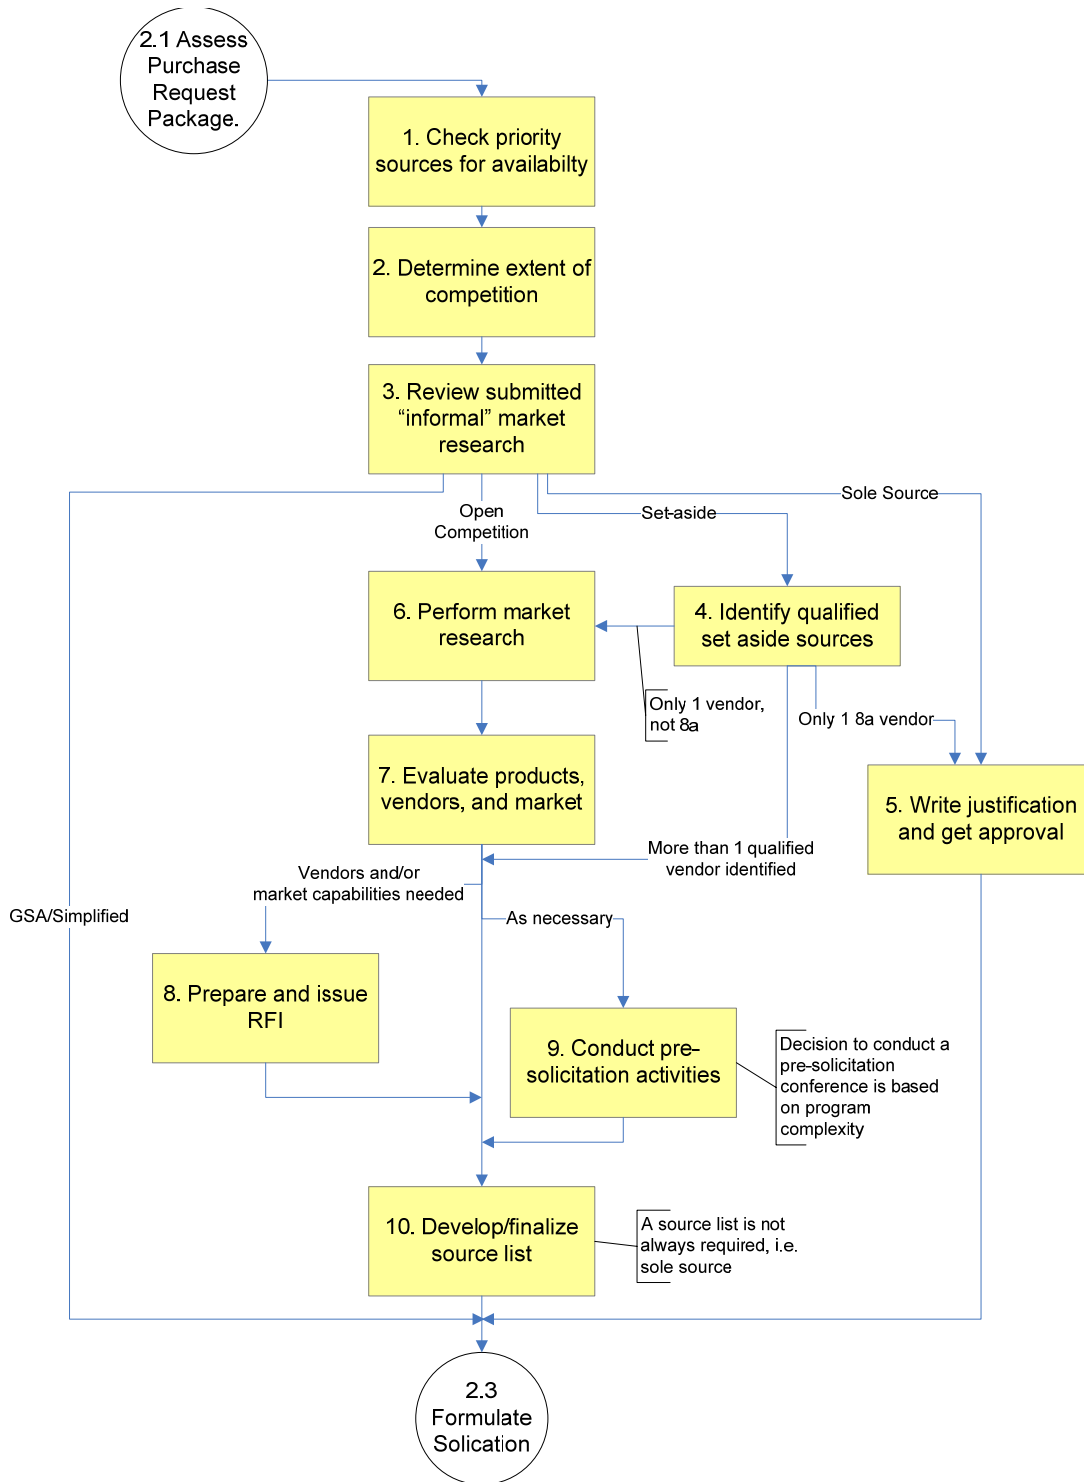 2.1 Assess
Purchase
Request
Package.
1. Check priority
sources for availabilty
2. Determine extent of
competition
3. Review submitted
“informal” market
research
Sole Source
Open
Competition
Set-aside
6. Perform market
research
4. Identify qualified
set aside sources
Only 1 vendor,
not 8a
Only 1 8a vendor
7. Evaluate products,
vendors, and market
5. Write justification
and get approval
More than 1 qualified
vendor identified
Vendors and/or
market capabilities needed
GSA/Simplified
As necessary
8. Prepare and issue
RFI
9. Conduct pre-
solicitation activities
Decision to conduct a
pre-solicitation
conference is based
on program
complexity
10. Develop/finalize
source list
A source list is not
always required, i.e.
sole source
2.3
Formulate
Solication